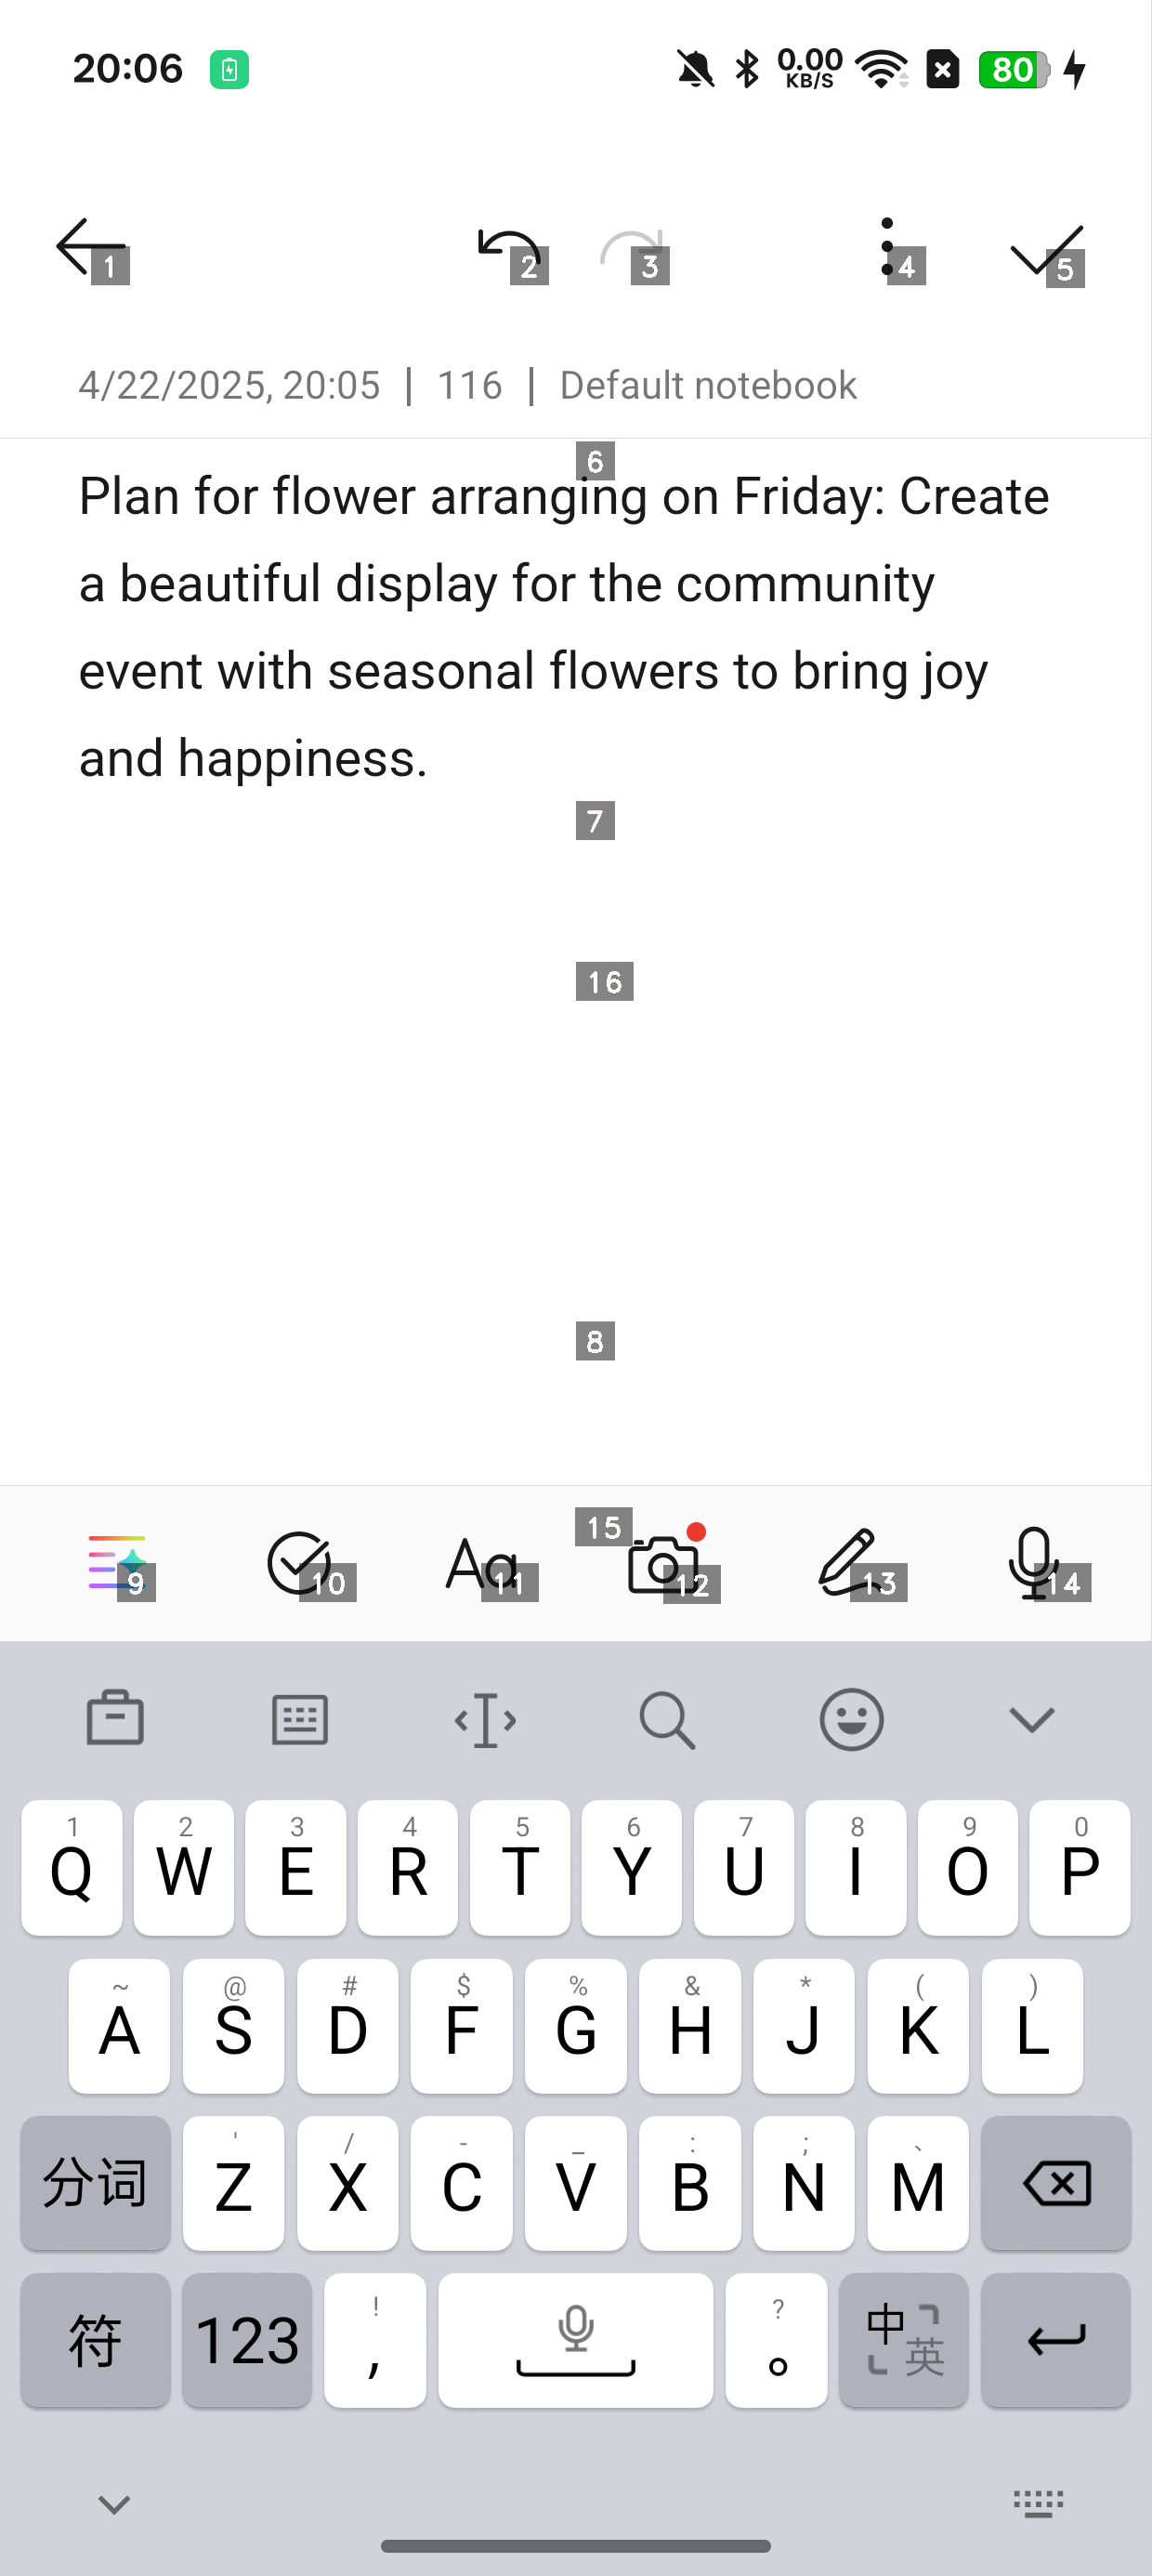 20:06
0.00
KB/S
80
1
2
3
4
5
4/22/2025, 20:05 | 116 | Default notebook
6
Plan for flower arranging on Friday: Create
a beautiful display for the community
event with seasonal flowers to bring joy
and happiness.
7
16
8
15
9
10
Aa
11
12
13
14
1 2 3 4 5 6 7 8 9 0
Q W E R T Y U I O P
~ @ # $ % & * ( )
A S D F G H J K L
' / - _ : ; 、
分词 Z X C V B N M
! ?
符 123 , 。 中 英